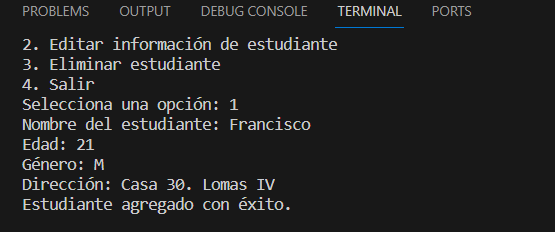 PROBLEMS OUTPUT DEBUG CONSOLE TERMINAL PORTS
2. Editar información de estudiante
3. Eliminar estudiante
4. Salir
Selecciona una opción: 1
Nombre del estudiante: Francisco
Edad: 21
Género: M
Dirección: Casa 30. Lomas IV
Estudiante agregado con éxito.